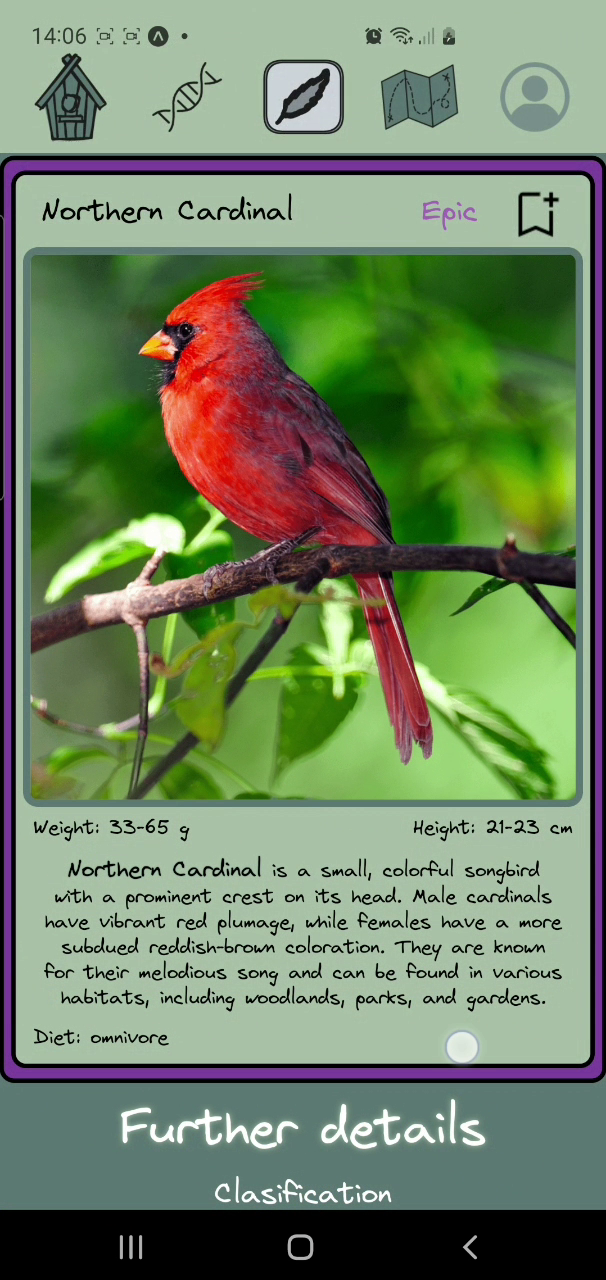 14:06
Northern Cardinal Epic
Weight: 33-65 g Height: 21-23 cm
Northern Cardinal is a small, colorful songbird
with a prominent crest on its head. Male cardinals
have vibrant red plumage, while females have a more
subdued reddish-brown coloration. They are known
for their melodious song and can be found in various
habitats, including woodlands, parks, and gardens.
Diet: omnivore
Further details
Clasification